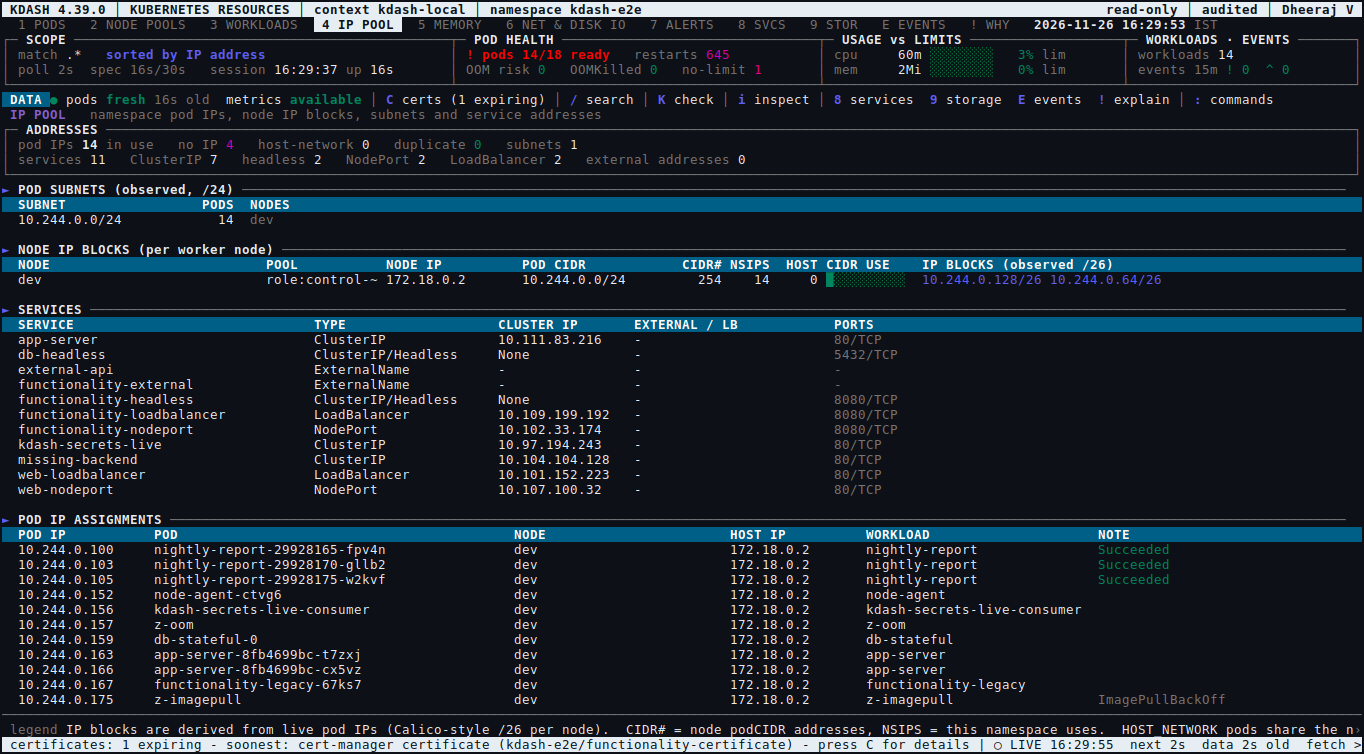 KDASH 4.39.0 │ KUBERNETES RESOURCES │ context kdash-local │ namespace kdash-e2e read-only │ audited │ Dheeraj V
1 PODS 2 NODE POOLS 3 WORKLOADS 4 IP POOL 5 MEMORY 6 NET & DISK IO 7 ALERTS 8 SVCS 9 STOR E EVENTS ! WHY 2026-11-26 16:29:53 IST
SCOPE POD HEALTH USAGE vs LIMITS WORKLOADS · EVENTS
match .* sorted by IP address ! pods 14/18 ready restarts 645 cpu 60m 3% lim workloads 14
poll 2s spec 16s/30s session 16:29:37 up 16s OOM risk 0 OOMKilled 0 no-limit 1 mem 2Mi 0% lim events 15m ! 0 ^ 0
DATA ● pods fresh 16s old metrics available │ C certs (1 expiring) │ / search │ K check │ i inspect │ 8 services 9 storage E events ! explain │ : commands
IP POOL namespace pod IPs, node IP blocks, subnets and service addresses
ADDRESSES
pod IPs 14 in use no IP 4 host-network 0 duplicate 0 subnets 1
services 11 ClusterIP 7 headless 2 NodePort 2 LoadBalancer 2 external addresses 0
► POD SUBNETS (observed, /24)
SUBNET PODS NODES
10.244.0.0/24 14 dev
► NODE IP BLOCKS (per worker node)
NODE POOL NODE IP POD CIDR CIDR# NSIPS HOST CIDR USE IP BLOCKS (observed /26)
dev role:control-~ 172.18.0.2 10.244.0.0/24 254 14 0 10.244.0.128/26 10.244.0.64/26
► SERVICES
SERVICE TYPE CLUSTER IP EXTERNAL / LB PORTS
app-server ClusterIP 10.111.83.216 - 80/TCP
db-headless ClusterIP/Headless None - 5432/TCP
external-api ExternalName - - -
functionality-external ExternalName - - -
functionality-headless ClusterIP/Headless None - 8080/TCP
functionality-loadbalancer LoadBalancer 10.109.199.192 - 8080/TCP
functionality-nodeport NodePort 10.102.33.174 - 8080/TCP
kdash-secrets-live ClusterIP 10.97.194.243 - 80/TCP
missing-backend ClusterIP 10.104.104.128 - 80/TCP
web-loadbalancer LoadBalancer 10.101.152.223 - 80/TCP
web-nodeport NodePort 10.107.100.32 - 80/TCP
► POD IP ASSIGNMENTS
POD IP POD NODE HOST IP WORKLOAD NOTE
10.244.0.100 nightly-report-29928165-fpv4n dev 172.18.0.2 nightly-report Succeeded
10.244.0.103 nightly-report-29928170-gllb2 dev 172.18.0.2 nightly-report Succeeded
10.244.0.105 nightly-report-29928175-w2kvf dev 172.18.0.2 nightly-report Succeeded
10.244.0.152 node-agent-ctvg6 dev 172.18.0.2 node-agent
10.244.0.156 kdash-secrets-live-consumer dev 172.18.0.2 kdash-secrets-live-consumer
10.244.0.157 z-oom dev 172.18.0.2 z-oom
10.244.0.159 db-stateful-0 dev 172.18.0.2 db-stateful
10.244.0.163 app-server-8fb4699bc-t7zxj dev 172.18.0.2 app-server
10.244.0.166 app-server-8fb4699bc-cx5vz dev 172.18.0.2 app-server
10.244.0.167 functionality-legacy-67ks7 dev 172.18.0.2 functionality-legacy
10.244.0.175 z-imagepull dev 172.18.0.2 z-imagepull ImagePullBackOff
legend IP blocks are derived from live pod IPs (Calico-style /26 per node). CIDR# = node podCIDR addresses, NSIPS = this namespace uses. HOST_NETWORK pods share the n›
certificates: 1 expiring - soonest: cert-manager certificate (kdash-e2e/functionality-certificate) - press C for details │ ○ LIVE 16:29:55 next 2s data 2s old fetch ›